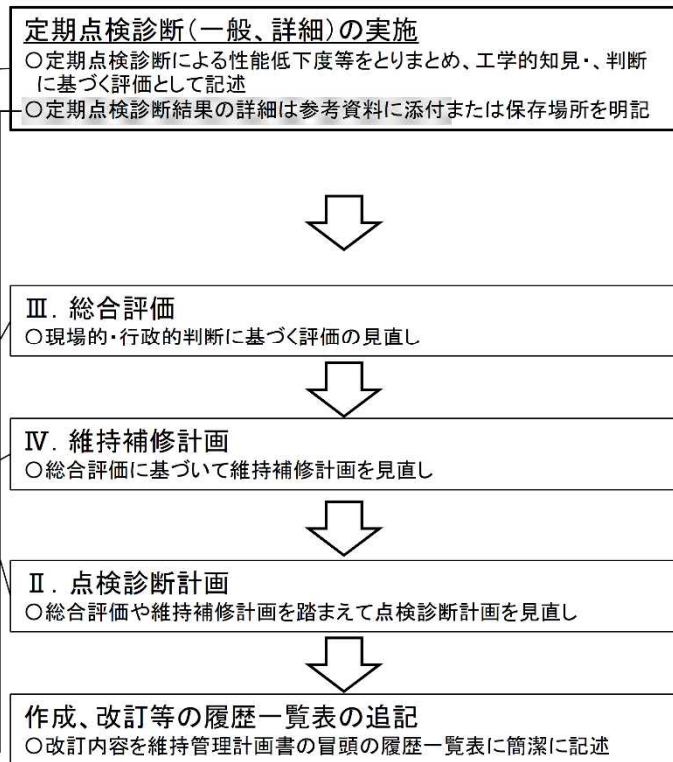 定期点検診断(一般、詳細)の実施
○定期点検診断による性能低下度等をとりまとめ、工学的知見・、判断
に基づく評価として記述
○定期点検診断結果の詳細は参考資料に添付または保存場所を明記
Ⅲ. 総合評価
○現場的・行政的判断に基づく評価の見直し
Ⅳ. 維持補修計画
○総合評価に基づいて維持補修計画を見直し
Ⅱ. 点検診断計画
○総合評価や維持補修計画を踏まえて点検診断計画を見直し
作成、改訂等の履歴一覧表の追記
○改訂内容を維持管理計画書の冒頭の履歴一覧表に簡潔に記述